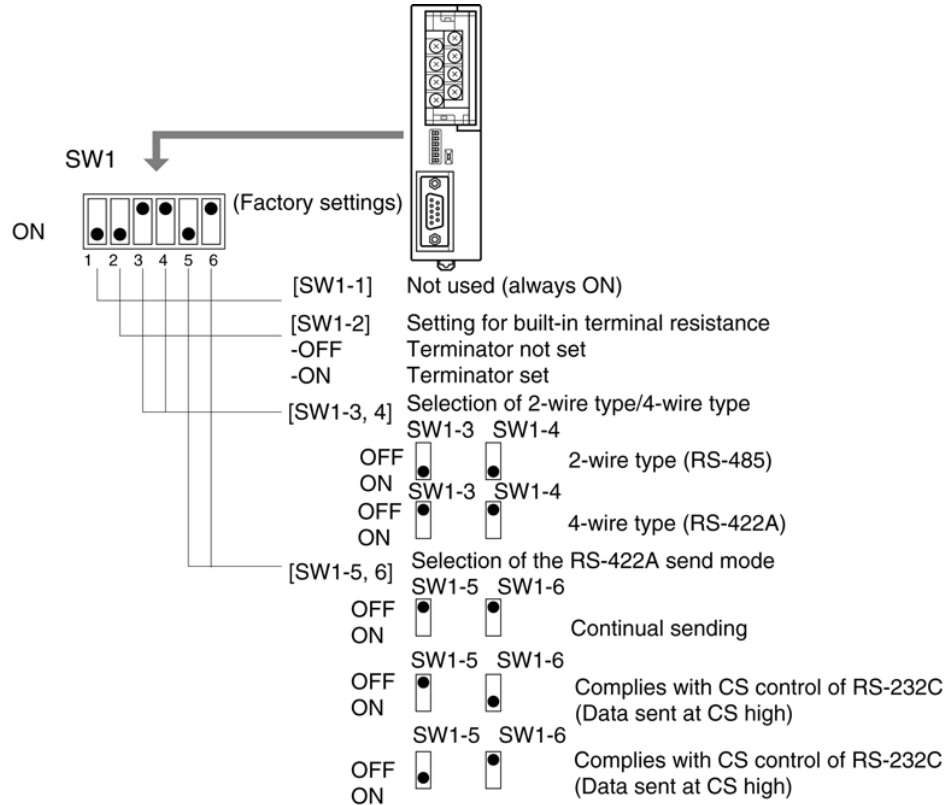 SW1
(Factory settings)
ON
1 2 3 4 5 6
[SW1-1] Not used (always ON)
[SW1-2] Setting for built-in terminal resistance
-OFF Terminator not set
-ON Terminator set
[SW1-3, 4] Selection of 2-wire type/4-wire type
SW1-3 SW1-4
OFF
2-wire type (RS-485)
ON
SW1-3 SW1-4
OFF
4-wire type (RS-422A)
ON
[SW1-5, 6] Selection of the RS-422A send mode
SW1-5 SW1-6
OFF
ON
Continual sending
SW1-5 SW1-6
OFF
Complies with CS control of RS-232C
ON
(Data sent at CS high)
SW1-5 SW1-6
OFF
Complies with CS control of RS-232C
ON
(Data sent at CS high)